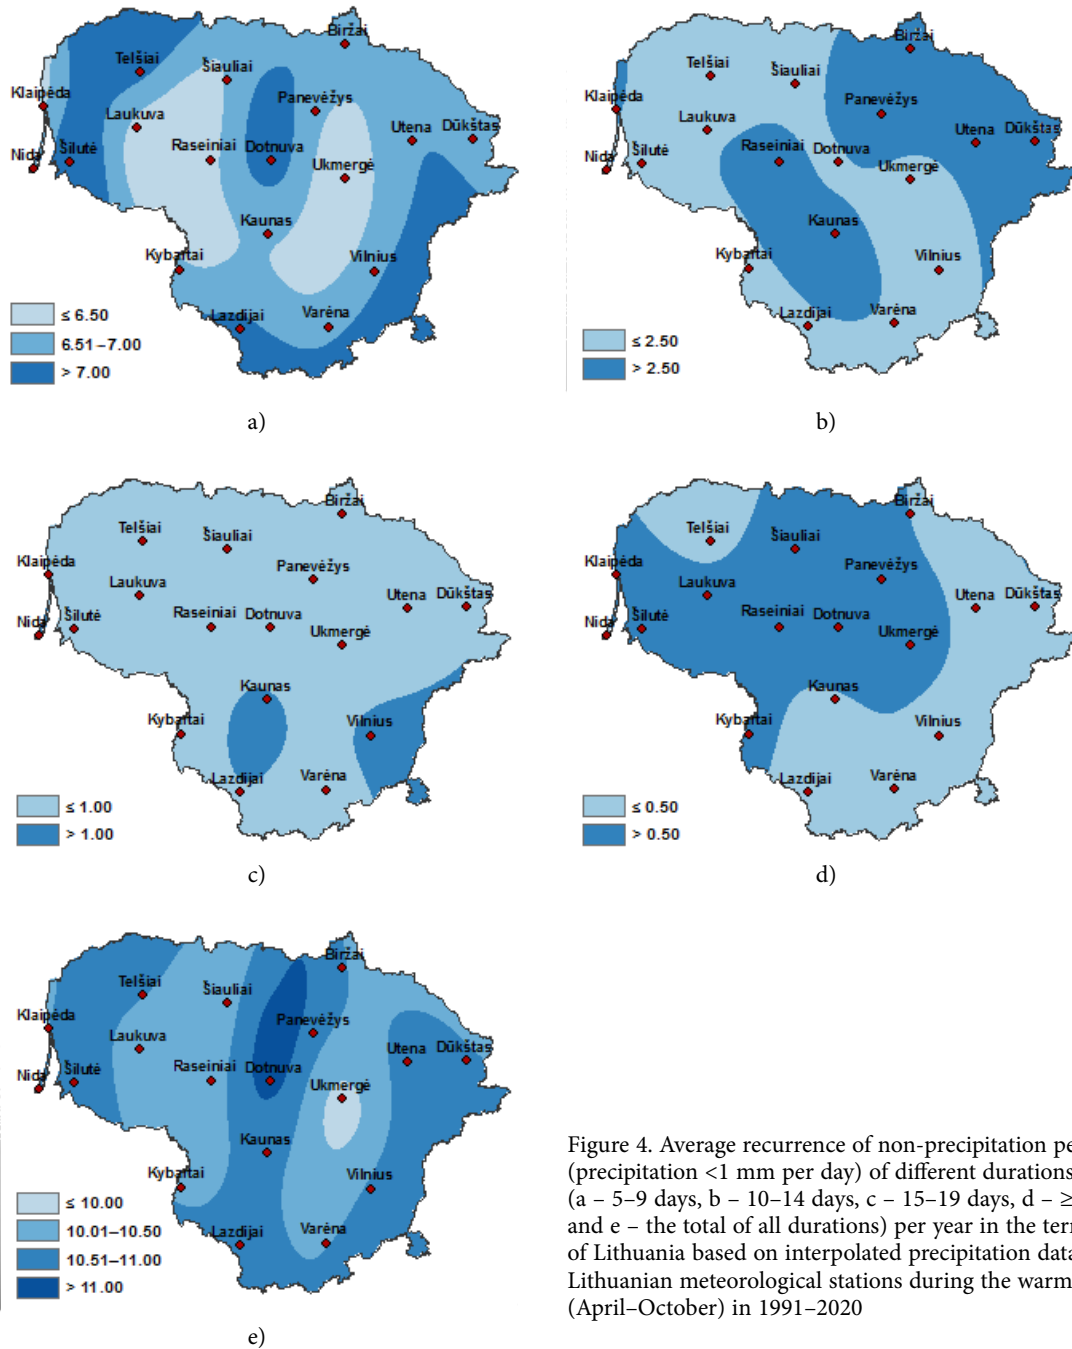 Biržai
Telšiai
Šiauliai
Klaipėda
Panevėžys
Laukuva
Utena
Dūkštas
Raseiniai
Dotnuva
Nida
Šilutė
Ukmergė
Kaunas
Kybartai
Vilnius
Lazdijai
Varėna
≤ 6.50
6.51 –7.00
> 7.00
a)
Biržai
Telšiai
Šiauliai
Klaipėda
Panevėžys
Laukuva
Utena
Dūkštas
Raseiniai
Dotnuva
Nida
Šilutė
Ukmergė
Kaunas
Kybartai
Vilnius
Lazdijai
Varėna
≤ 2.50
> 2.50
b)
Biržai
Telšiai
Šiauliai
Klaipėda
Panevėžys
Laukuva
Utena
Dūkštas
Raseiniai
Dotnuva
Nida
Šilutė
Ukmergė
Kaunas
Kybartai
Vilnius
Lazdijai
Varėna
≤ 1.00
> 1.00
c)
Biržai
Telšiai
Šiauliai
Klaipėda
Panevėžys
Laukuva
Utena
Dūkštas
Raseiniai
Dotnuva
Nida
Šilutė
Ukmergė
Kaunas
Kybartai
Vilnius
Lazdijai
Varėna
≤ 0.50
> 0.50
d)
Biržai
Telšiai
Šiauliai
Klaipėda
Panevėžys
Laukuva
Utena
Dūkštas
Raseiniai
Dotnuva
Nida
Šilutė
Ukmergė
Kaunas
Kybartai
Vilnius
Lazdijai
Varėna
≤ 10.00
10.01–10.50
10.51–11.00
> 11.00
e)
Figure 4. Average recurrence of non-precipitation pe
(precipitation <1 mm per day) of different durations
(a – 5–9 days, b – 10–14 days, c – 15–19 days, d – ≥
and e – the total of all durations) per year in the terr
of Lithuania based on interpolated precipitation data
Lithuanian meteorological stations during the warm
(April–October) in 1991–2020